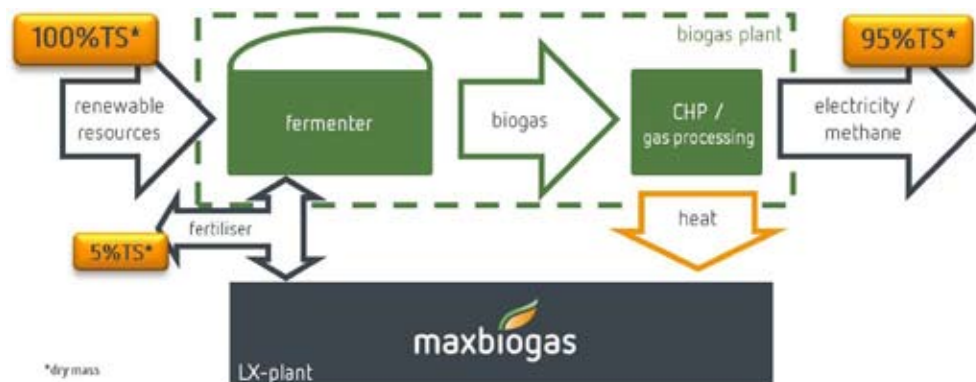 100%TS*
95%TS*
biogas plant
renewable
resources
fermenter
biogas
CHP /
gas processing
electricity /
methane
fertiliser
heat
5%TS*
maxbiogas
*dry mass
LX-plant